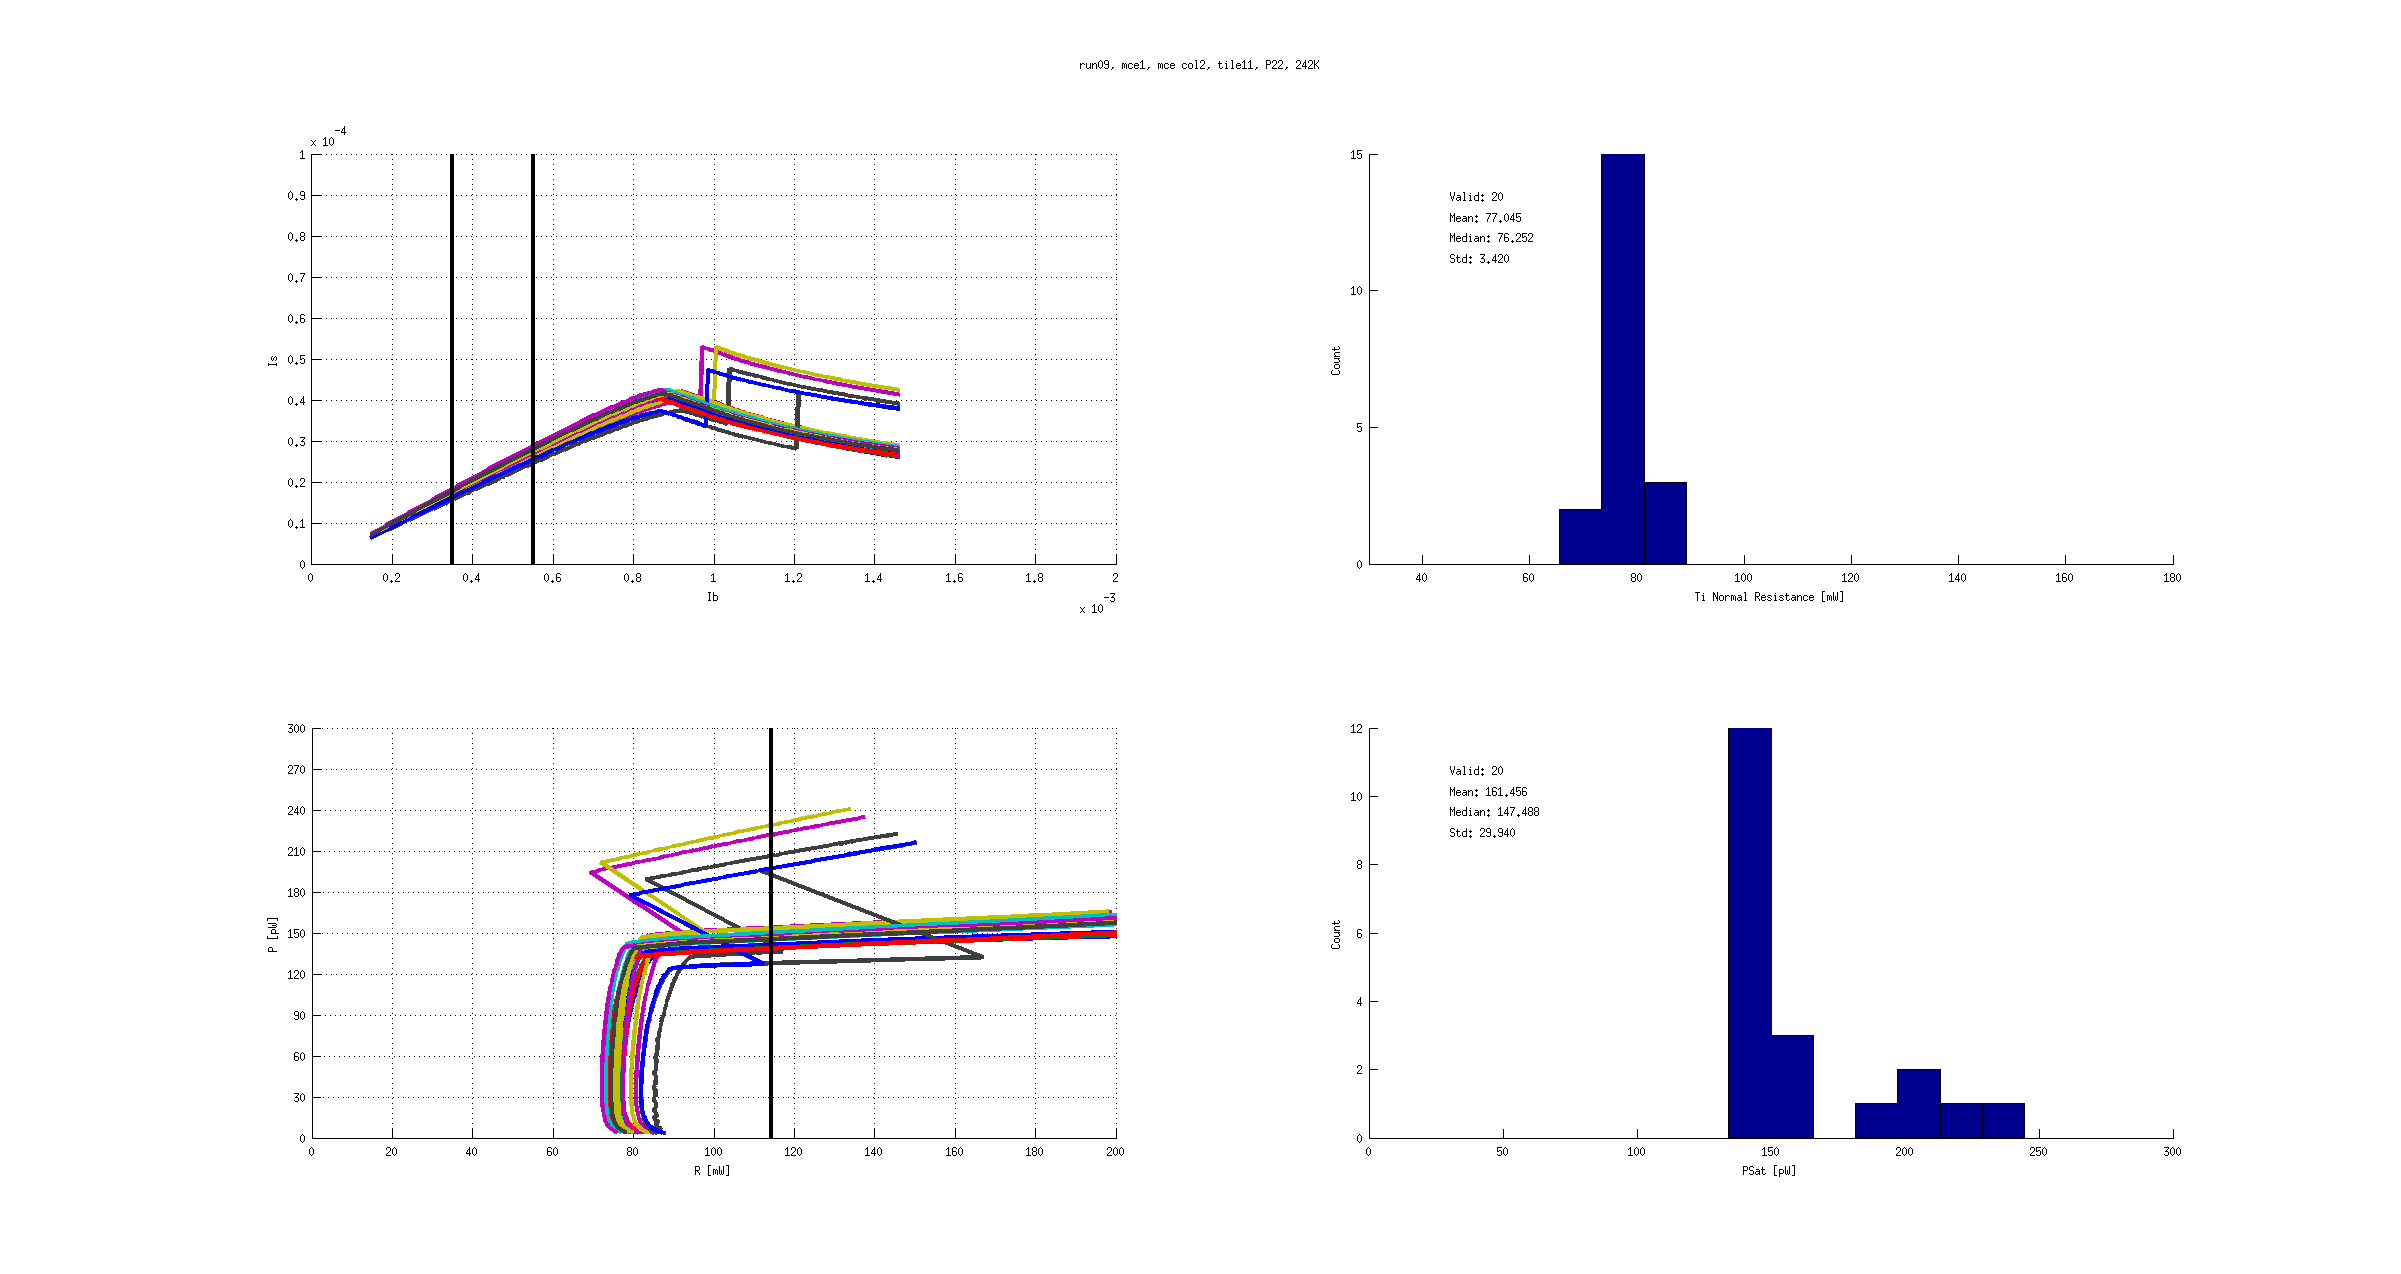 run09, mce1, mce col2, tile11, P22, 242K
x 10-4
1
0.9
0.8
0.7
0.6
0.5
0.4
0.3
0.2
0.1
0
Is
0 0.2 0.4 0.6 0.8 1 1.2 1.4 1.6 1.8 2
Ib
x 10-3
15
10
5
0
Count
Valid: 20
Mean: 77.045
Median: 76.252
Std: 3.420
40 60 80 100 120 140 160 180
Ti Normal Resistance [mW]
300
270
240
210
180
150
120
90
60
30
0
P [pW]
0 20 40 60 80 100 120 140 160 180 200
R [mW]
12
10
8
6
4
2
0
Count
Valid: 20
Mean: 161.456
Median: 147.488
Std: 29.940
0 50 100 150 200 250 300
PSat [pW]